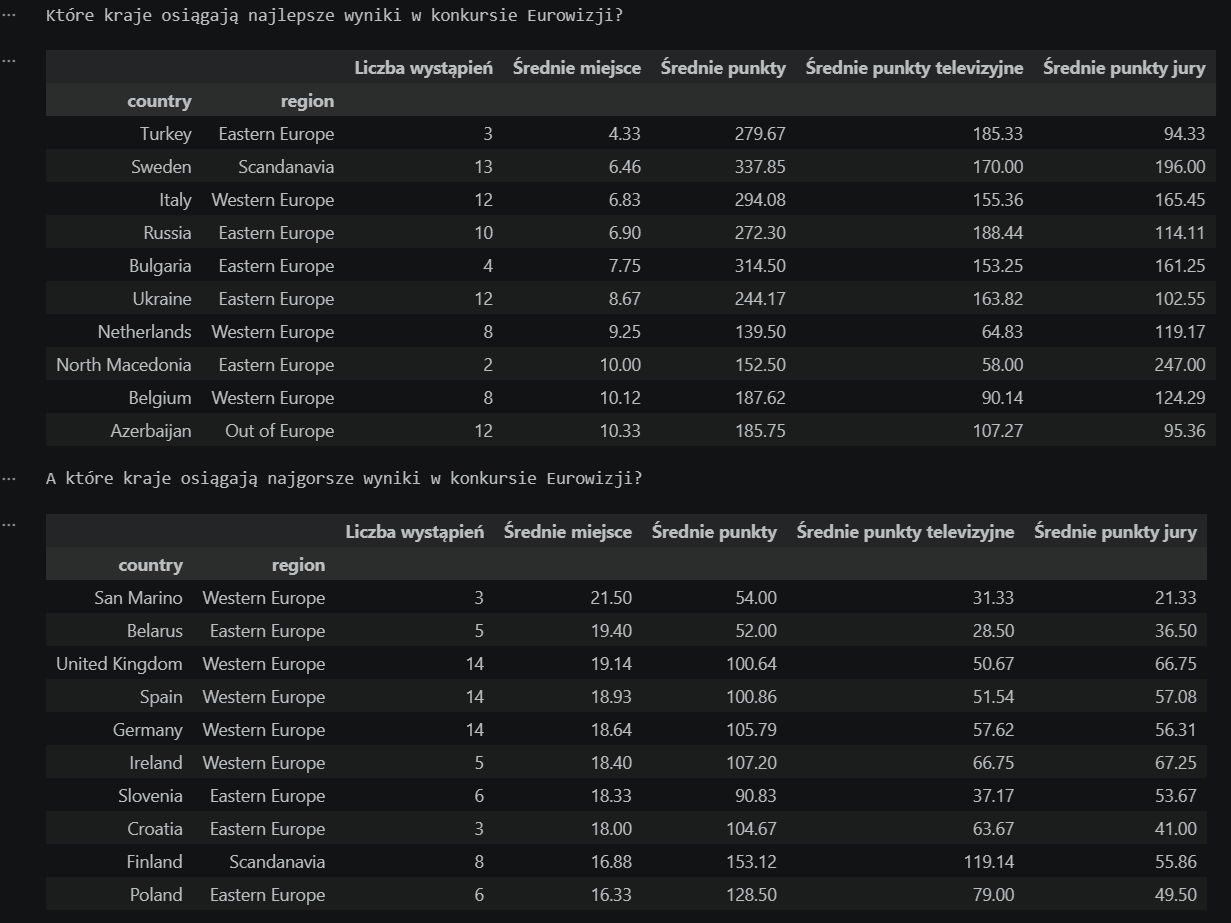 Które kraje osiągają najlepsze wyniki w konkursie Eurowizji?
Liczba wystąpień Średnie miejsce Średnie punkty Średnie punkty telewizyjne Średnie punkty jury
country region
Turkey Eastern Europe 3 4.33 279.67 185.33 94.33
Sweden Scandanavia 13 6.46 337.85 170.00 196.00
Italy Western Europe 12 6.83 294.08 155.36 165.45
Russia Eastern Europe 10 6.90 272.30 188.44 114.11
Bulgaria Eastern Europe 4 7.75 314.50 153.25 161.25
Ukraine Eastern Europe 12 8.67 244.17 163.82 102.55
Netherlands Western Europe 8 9.25 139.50 64.83 119.17
North Macedonia Eastern Europe 2 10.00 152.50 58.00 247.00
Belgium Western Europe 8 10.12 187.62 90.14 124.29
Azerbaijan Out of Europe 12 10.33 185.75 107.27 95.36
A które kraje osiągają najgorsze wyniki w konkursie Eurowizji?
Liczba wystąpień Średnie miejsce Średnie punkty Średnie punkty telewizyjne Średnie punkty jury
country region
San Marino Western Europe 3 21.50 54.00 31.33 21.33
Belarus Eastern Europe 5 19.40 52.00 28.50 36.50
United Kingdom Western Europe 14 19.14 100.64 50.67 66.75
Spain Western Europe 14 18.93 100.86 51.54 57.08
Germany Western Europe 14 18.64 105.79 57.62 56.31
Ireland Western Europe 5 18.40 107.20 66.75 67.25
Slovenia Eastern Europe 6 18.33 90.83 37.17 53.67
Croatia Eastern Europe 3 18.00 104.67 63.67 41.00
Finland Scandanavia 8 16.88 153.12 119.14 55.86
Poland Eastern Europe 6 16.33 128.50 79.00 49.50